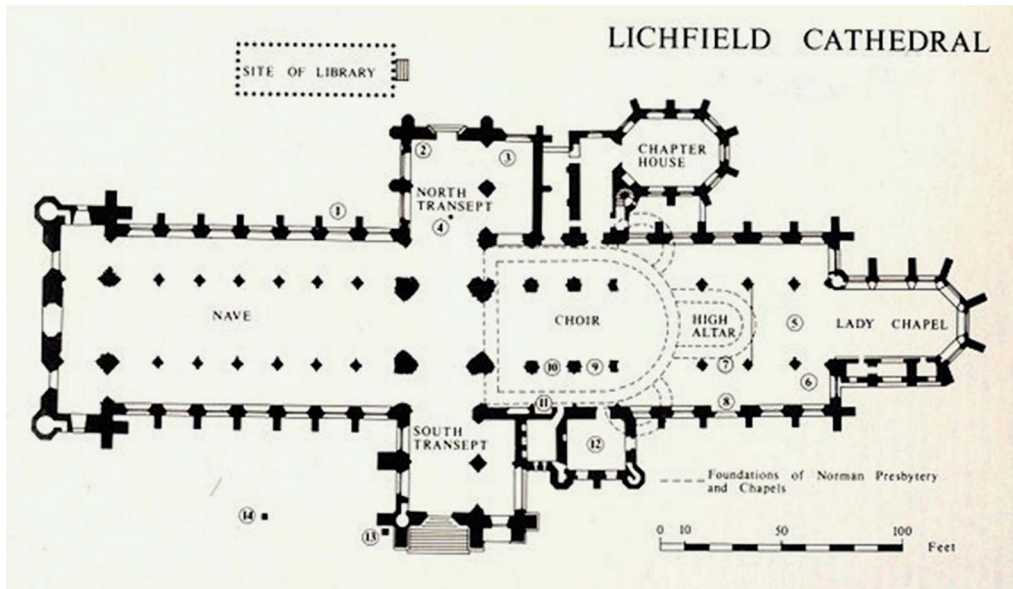 LICHFIELD CATHEDRAL
SITE OF LIBRARY
CHAPTER
HOUSE
2
3
NORTH
TRANSEPT
1
4
NAVE
CHOIR
HIGH
ALTAR
5
LADY CHAPEL
10
9
7
6
11
8
SOUTH
TRANSEPT
12
Foundations of Norman Presbytery
and Chapels
14
13
0 10 50 100
Feet